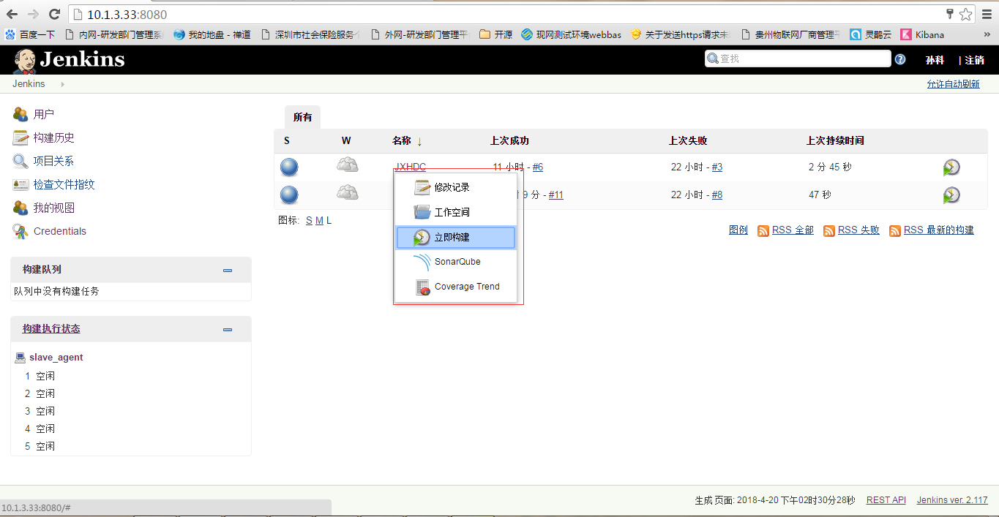 10.1.3.33:8080
百度一下 内网-研发部门管理系 我的地盘 - 禅道 深圳市社会保险服务 外网-研发部门管理平 开源 现网测试环境webbas 关于发送https请求未 贵州物联网厂商管理平 灵鹊云 Kibana »
Jenkins 查找 孙科 | 注销
Jenkins 允许自动刷新
用户
构建历史
项目关系
检查文件指纹
我的视图
Credentials
构建队列
队列中没有构建任务
构建执行状态
slave_agent
1 空闲
2 空闲
3 空闲
4 空闲
5 空闲
所有
S W 名称 ↓ 上次成功 上次失败 上次持续时间
JXHDC 11 小时 - #6 22 小时 - #3 2 分 45 秒
9 分 - #11 22 小时 - #8 47 秒
图标: S M L
修改记录
工作空间
立即构建
SonarQube
Coverage Trend
图例 RSS 全部 RSS 失败 RSS 最新的构建
生成 页面: 2018-4-20 下午02时30分28秒 REST API Jenkins ver. 2.117
10.1.3.33:8080/#